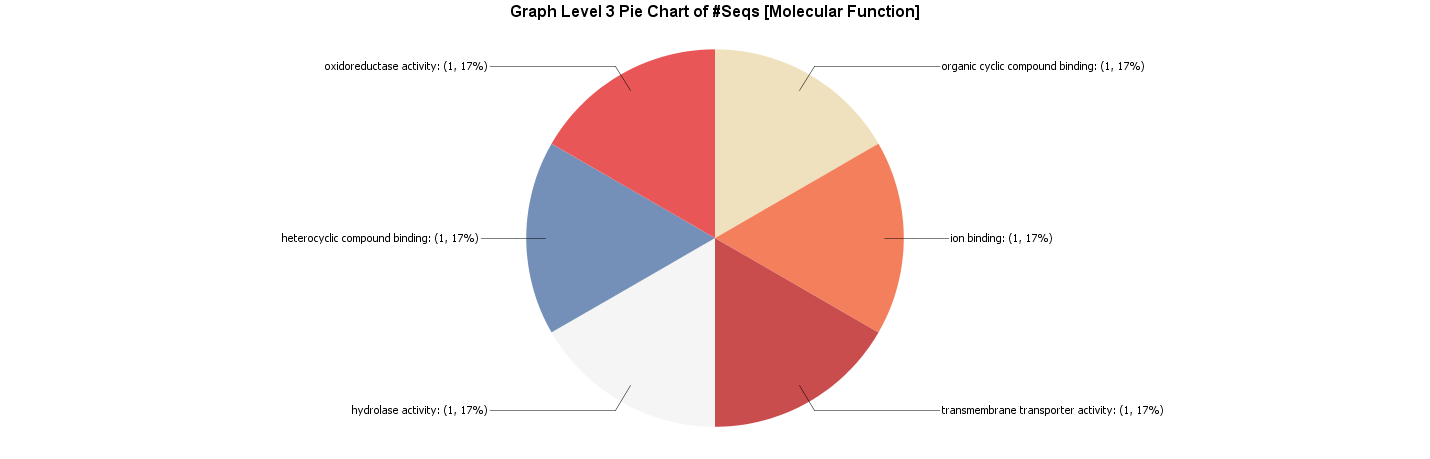 Graph Level 3 Pie Chart of #Seqs [Molecular Function]
oxidoreductase activity: (1, 17%)
organic cyclic compound binding: (1, 17%)
heterocyclic compound binding: (1, 17%)
ion binding: (1, 17%)
hydrolase activity: (1, 17%)
transmembrane transporter activity: (1, 17%)